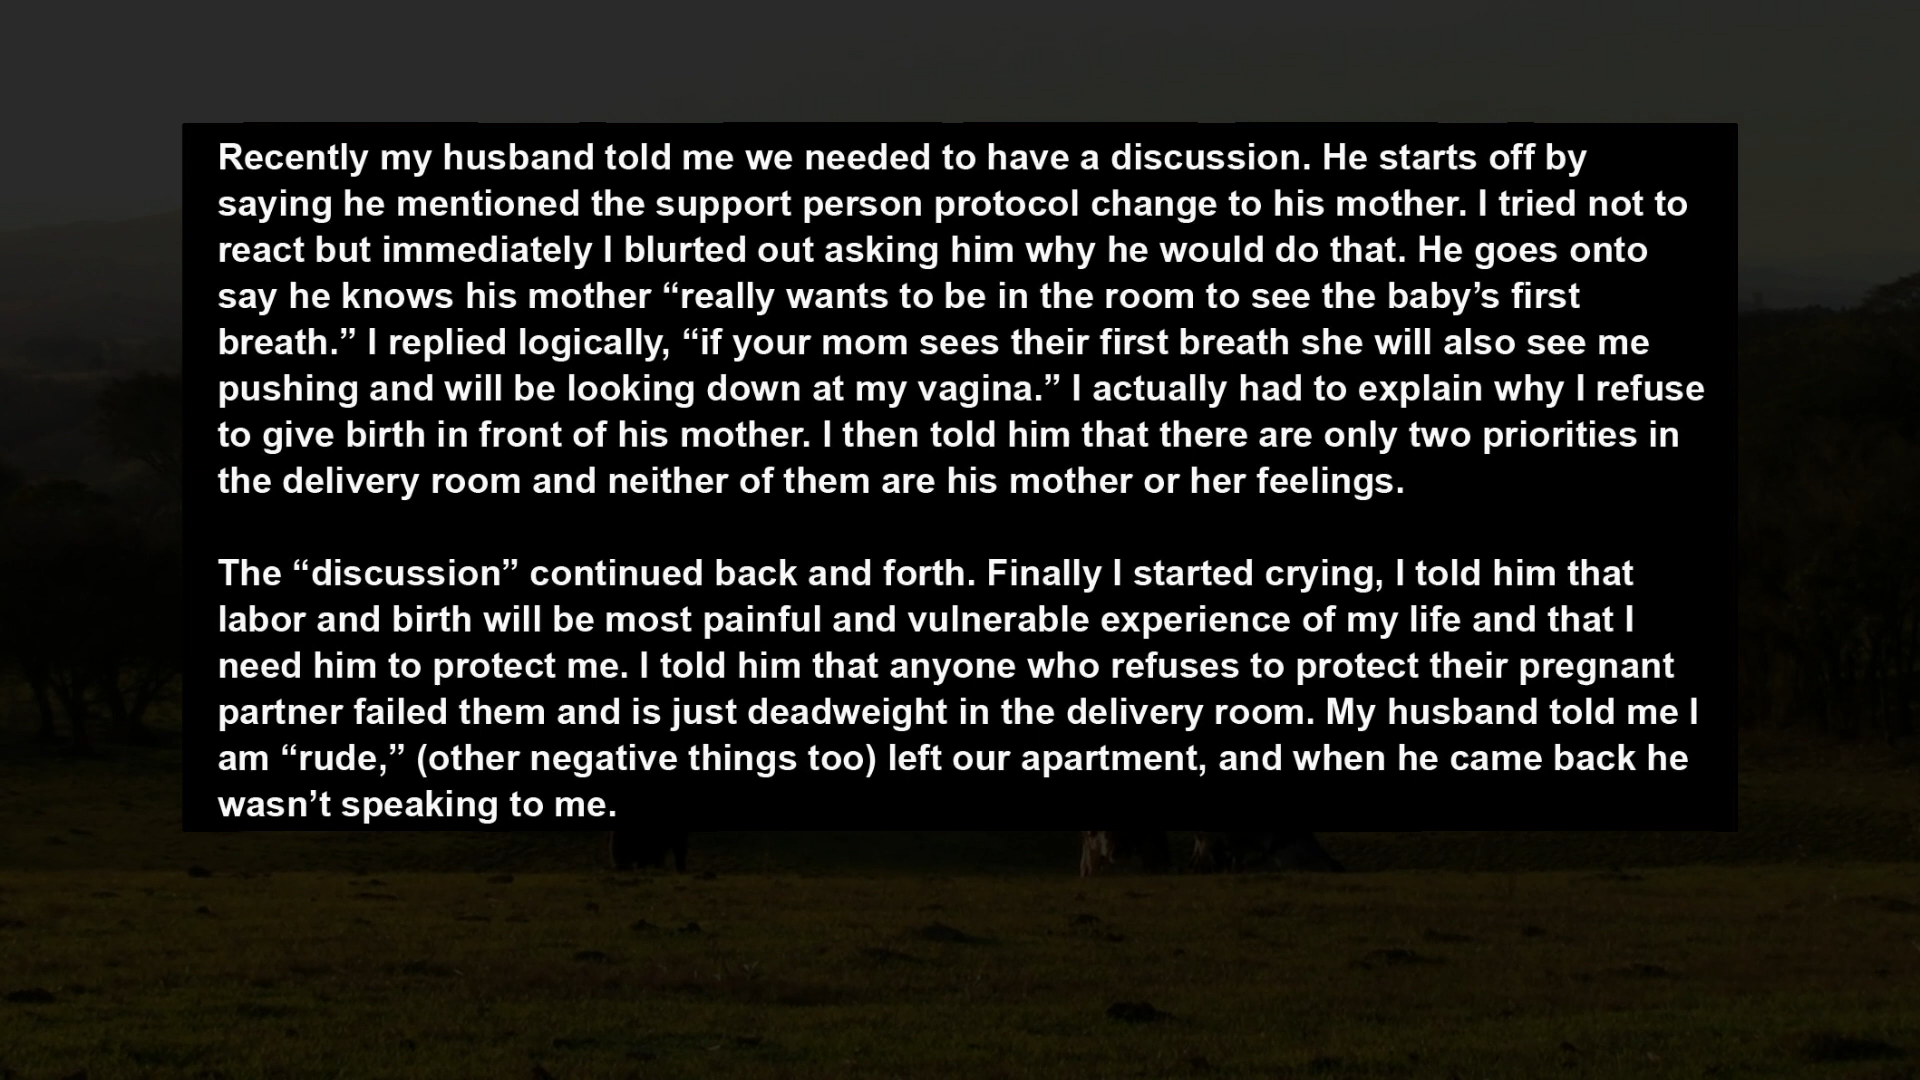 Recently my husband told me we needed to have a discussion. He starts off by
saying he mentioned the support person protocol change to his mother. I tried not to
react but immediately I blurted out asking him why he would do that. He goes onto
say he knows his mother “really wants to be in the room to see the baby’s first
breath.” I replied logically, “if your mom sees their first breath she will also see me
pushing and will be looking down at my vagina.” I actually had to explain why I refuse
to give birth in front of his mother. I then told him that there are only two priorities in
the delivery room and neither of them are his mother or her feelings.

The “discussion” continued back and forth. Finally I started crying, I told him that
labor and birth will be most painful and vulnerable experience of my life and that I
need him to protect me. I told him that anyone who refuses to protect their pregnant
partner failed them and is just deadweight in the delivery room. My husband told me I
am “rude,” (other negative things too) left our apartment, and when he came back he
wasn’t speaking to me.